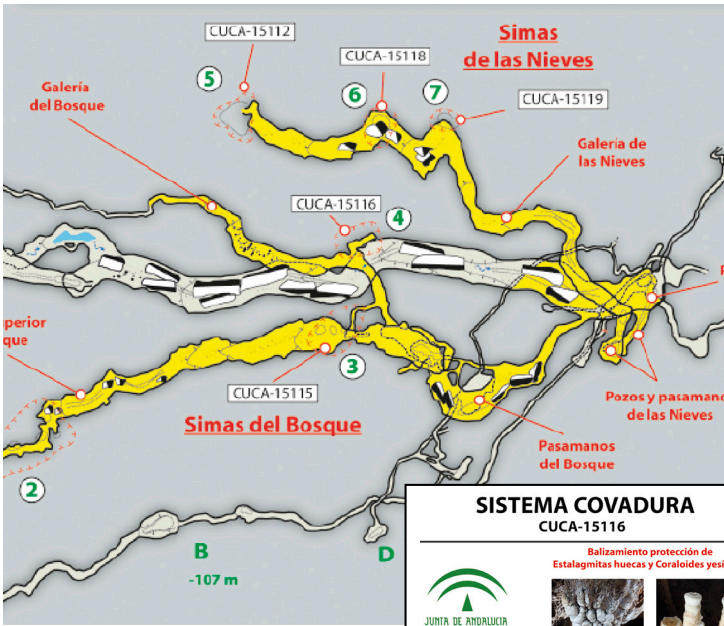 CUCA-15112
Simas
de las Nieves
CUCA-15118
5
6
7
CUCA-15119
Galería
del Bosque
Galería de
las Nieves
CUCA-15116
4
perior
que
CUCA-15115
3
Simas del Bosque
Pozos y pasamano
de las Nieves
Pasamanos
del Bosque
2
B
-107 m
D
SISTEMA COVADURA
CUCA-15116
Balizamiento protección de
Estalagmitas huecas y Coraloides yesí
JUNTA DE ANDALUCIA